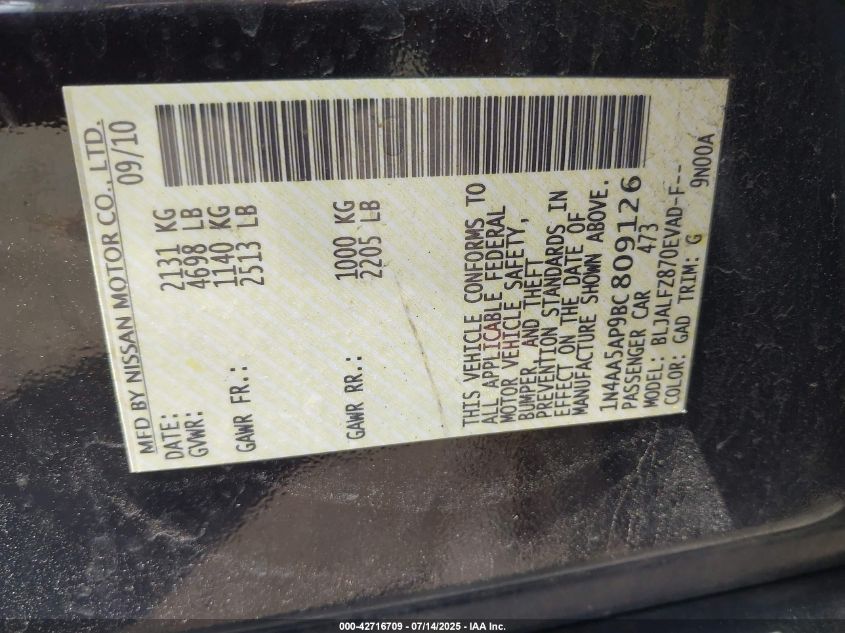 MFD BY NISSAN MOTOR CO., LTD.
DATE: 09/10
GVWR: 2131 KG
4698 LB
GAWR FR.: 1140 KG
2513 LB
GAWR RR.: 1000 KG
2205 LB
THIS VEHICLE CONFORMS TO
ALL APPLICABLE FEDERAL
MOTOR VEHICLE SAFETY,
BUMPER, AND THEFT
PREVENTION STANDARDS IN
EFFECT ON THE DATE OF
MANUFACTURE SHOWN ABOVE.
1N4AA5AP9BC809126
PASSENGER CAR 473
MODEL: BLJALFZ870EVAD-F--
COLOR: GAD TRIM: G 9N00A
000-42716709 - 07/14/2025 - IAA Inc.